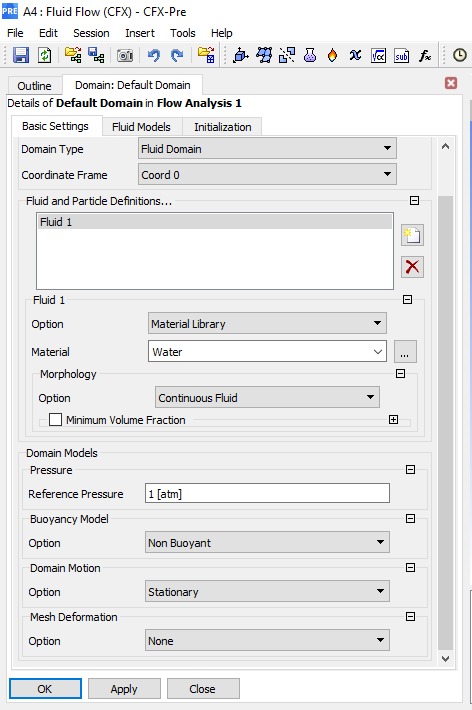 PRE A4 : Fluid Flow (CFX) - CFX-Pre
File Edit Session Insert Tools Help
Outline Domain: Default Domain
Details of Default Domain in Flow Analysis 1
Basic Settings Fluid Models Initialization
Domain Type Fluid Domain
Coordinate Frame Coord 0
Fluid and Particle Definitions...
Fluid 1
Fluid 1
Option Material Library
Material Water ...
Morphology
Option Continuous Fluid
Minimum Volume Fraction
Domain Models
Pressure
Reference Pressure 1 [atm]
Buoyancy Model
Option Non Buoyant
Domain Motion
Option Stationary
Mesh Deformation
Option None
OK Apply Close